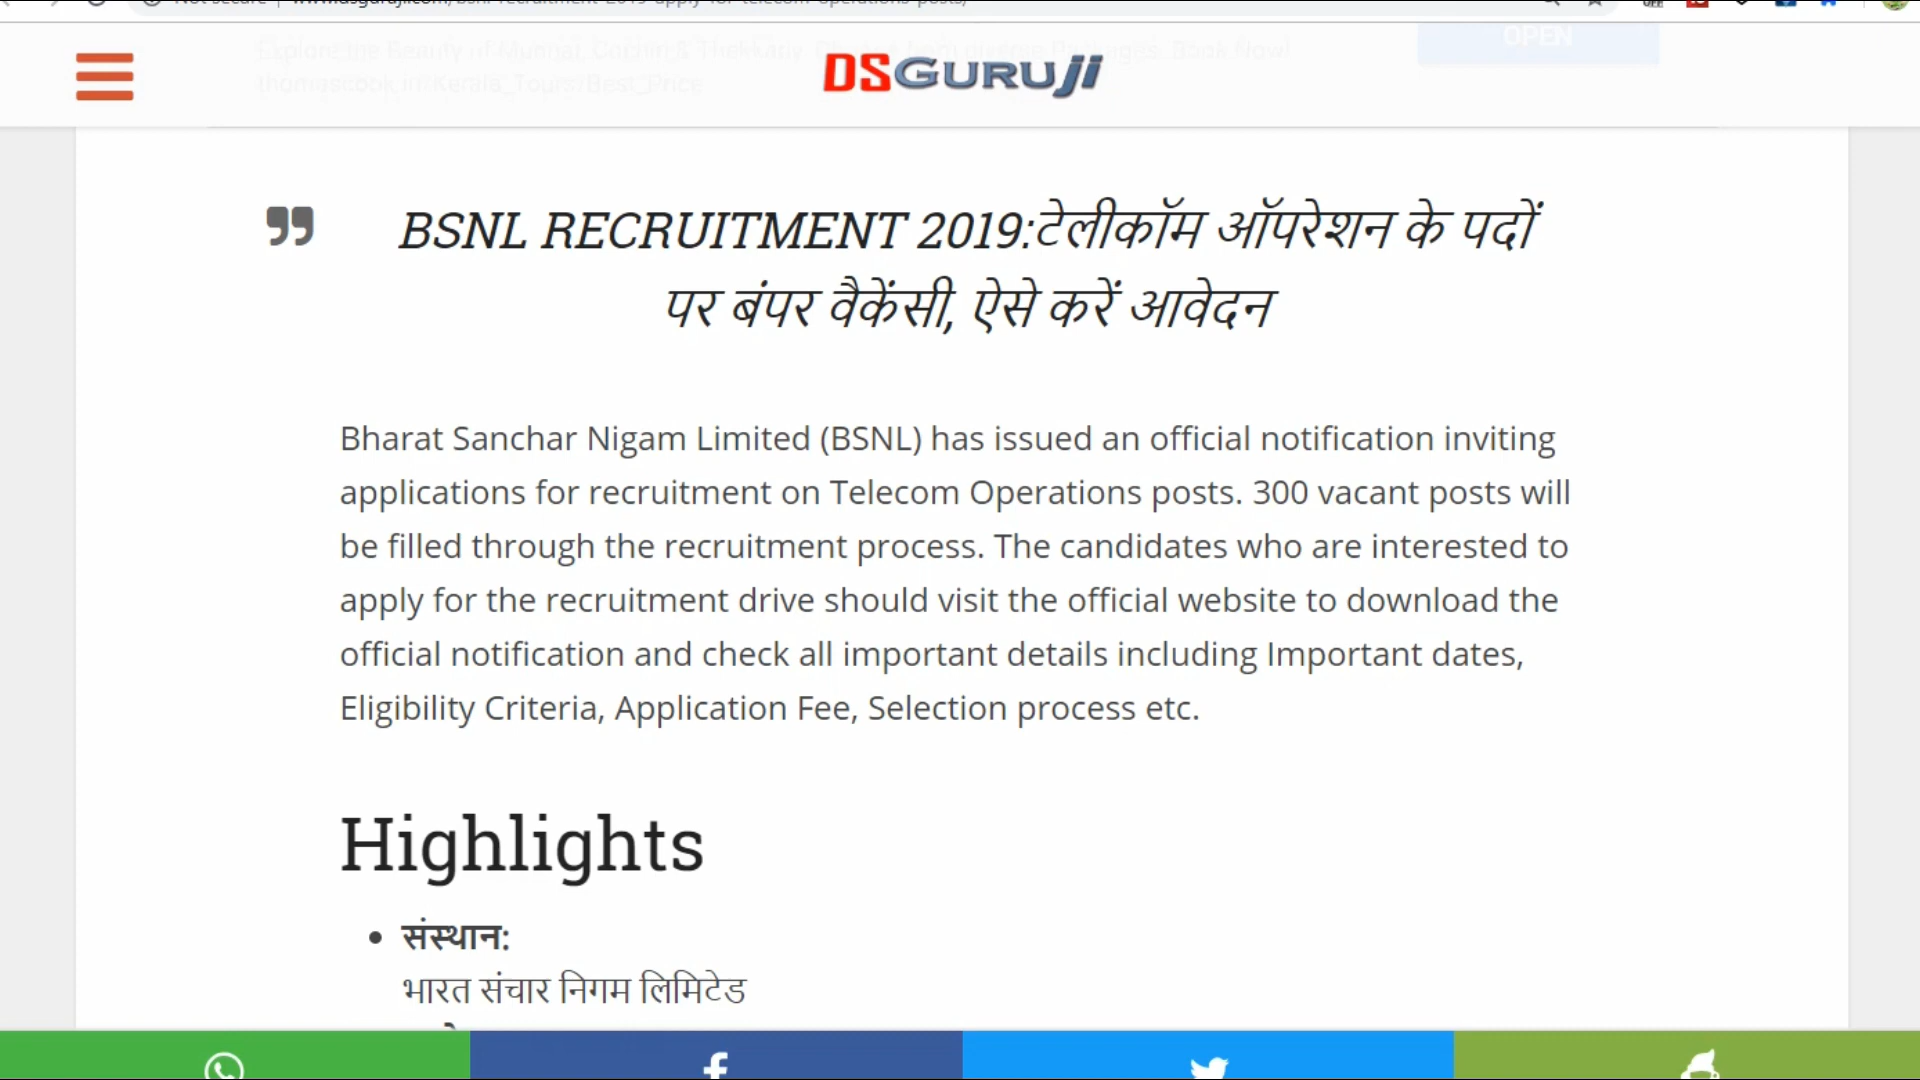 OPEN
DSGURUJI
BSNL RECRUITMENT 2019:टेलीकॉम ऑपरेशन के पदों
पर बंपर वैकेंसी, ऐसे करें आवेदन
Bharat Sanchar Nigam Limited (BSNL) has issued an official notification inviting
applications for recruitment on Telecom Operations posts. 300 vacant posts will
be filled through the recruitment process. The candidates who are interested to
apply for the recruitment drive should visit the official website to download the
official notification and check all important details including Important dates,
Eligibility Criteria, Application Fee, Selection process etc.
Highlights
संस्थान:
भारत संचार निगम लिमिटेड